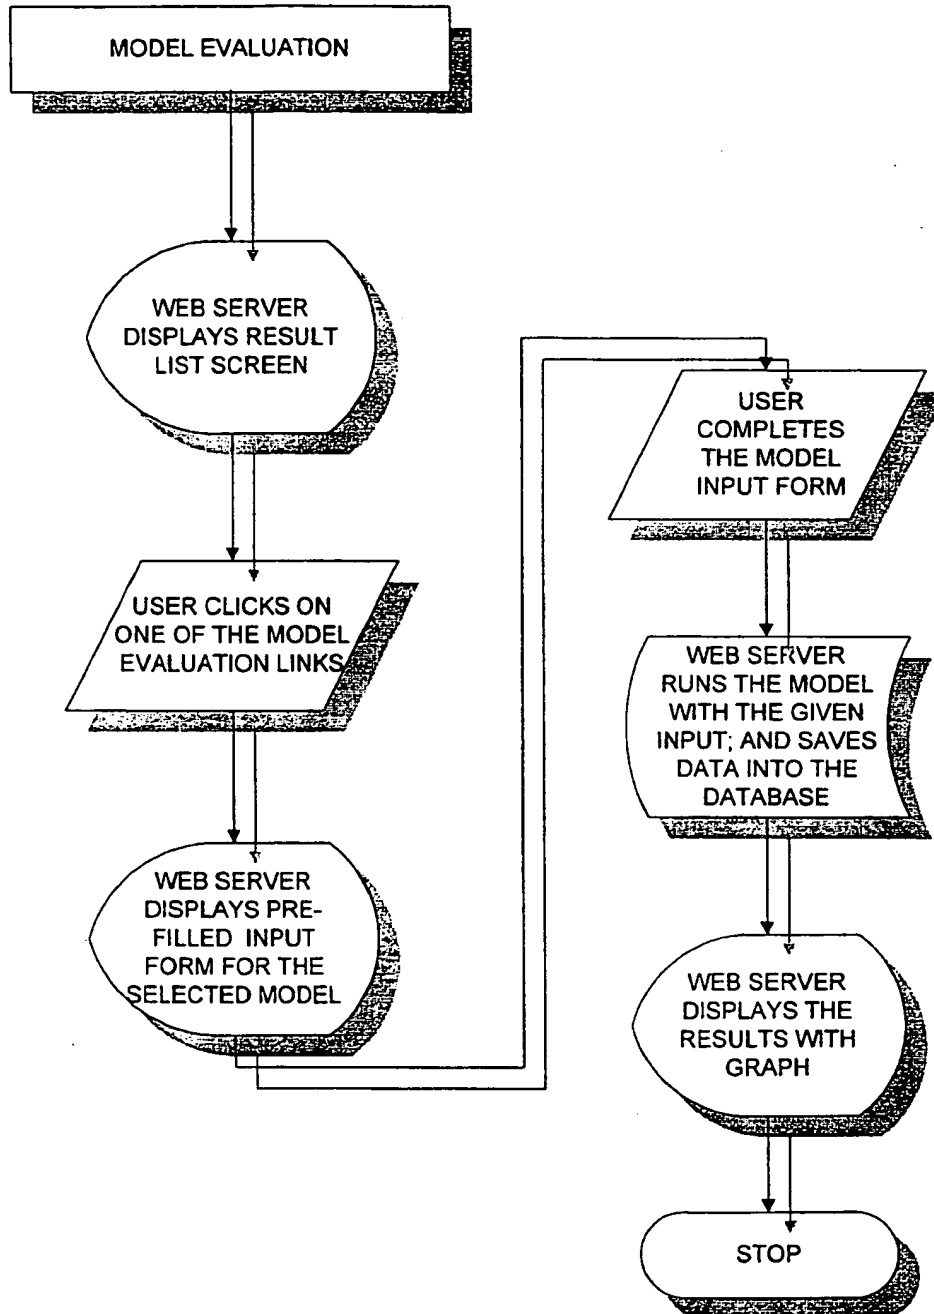 MODEL EVALUATION
WEB SERVER
DISPLAYS RESULT
LIST SCREEN
USER CLICKS ON
ONE OF THE MODEL
EVALUATION LINKS
WEB SERVER
DISPLAYS PRE-
FILLED INPUT
FORM FOR THE
SELECTED MODEL
USER
COMPLETES
THE MODEL
INPUT FORM
WEB SERVER
RUNS THE MODEL
WITH THE GIVEN
INPUT; AND SAVES
DATA INTO THE
DATABASE
WEB SERVER
DISPLAYS THE
RESULTS WITH
GRAPH
STOP